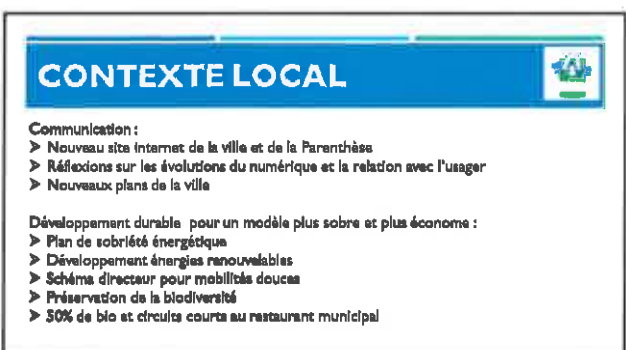 CONTEXTE LOCAL
Communication :
➤ Nouveau site internet de la ville et de la Parenthèse
➤ Réflexions sur les évolutions du numérique et la relation avec l'usager
➤ Nouveaux plans de la ville
Développement durable pour un modèle plus sobre et plus économe :
➤ Plan de sobriété énergétique
➤ Développement énergies renouvelables
➤ Schéma directeur pour mobilités douces
➤ Préservation de la biodiversité
➤ 50% de bio et circuits courts au restaurant municipal